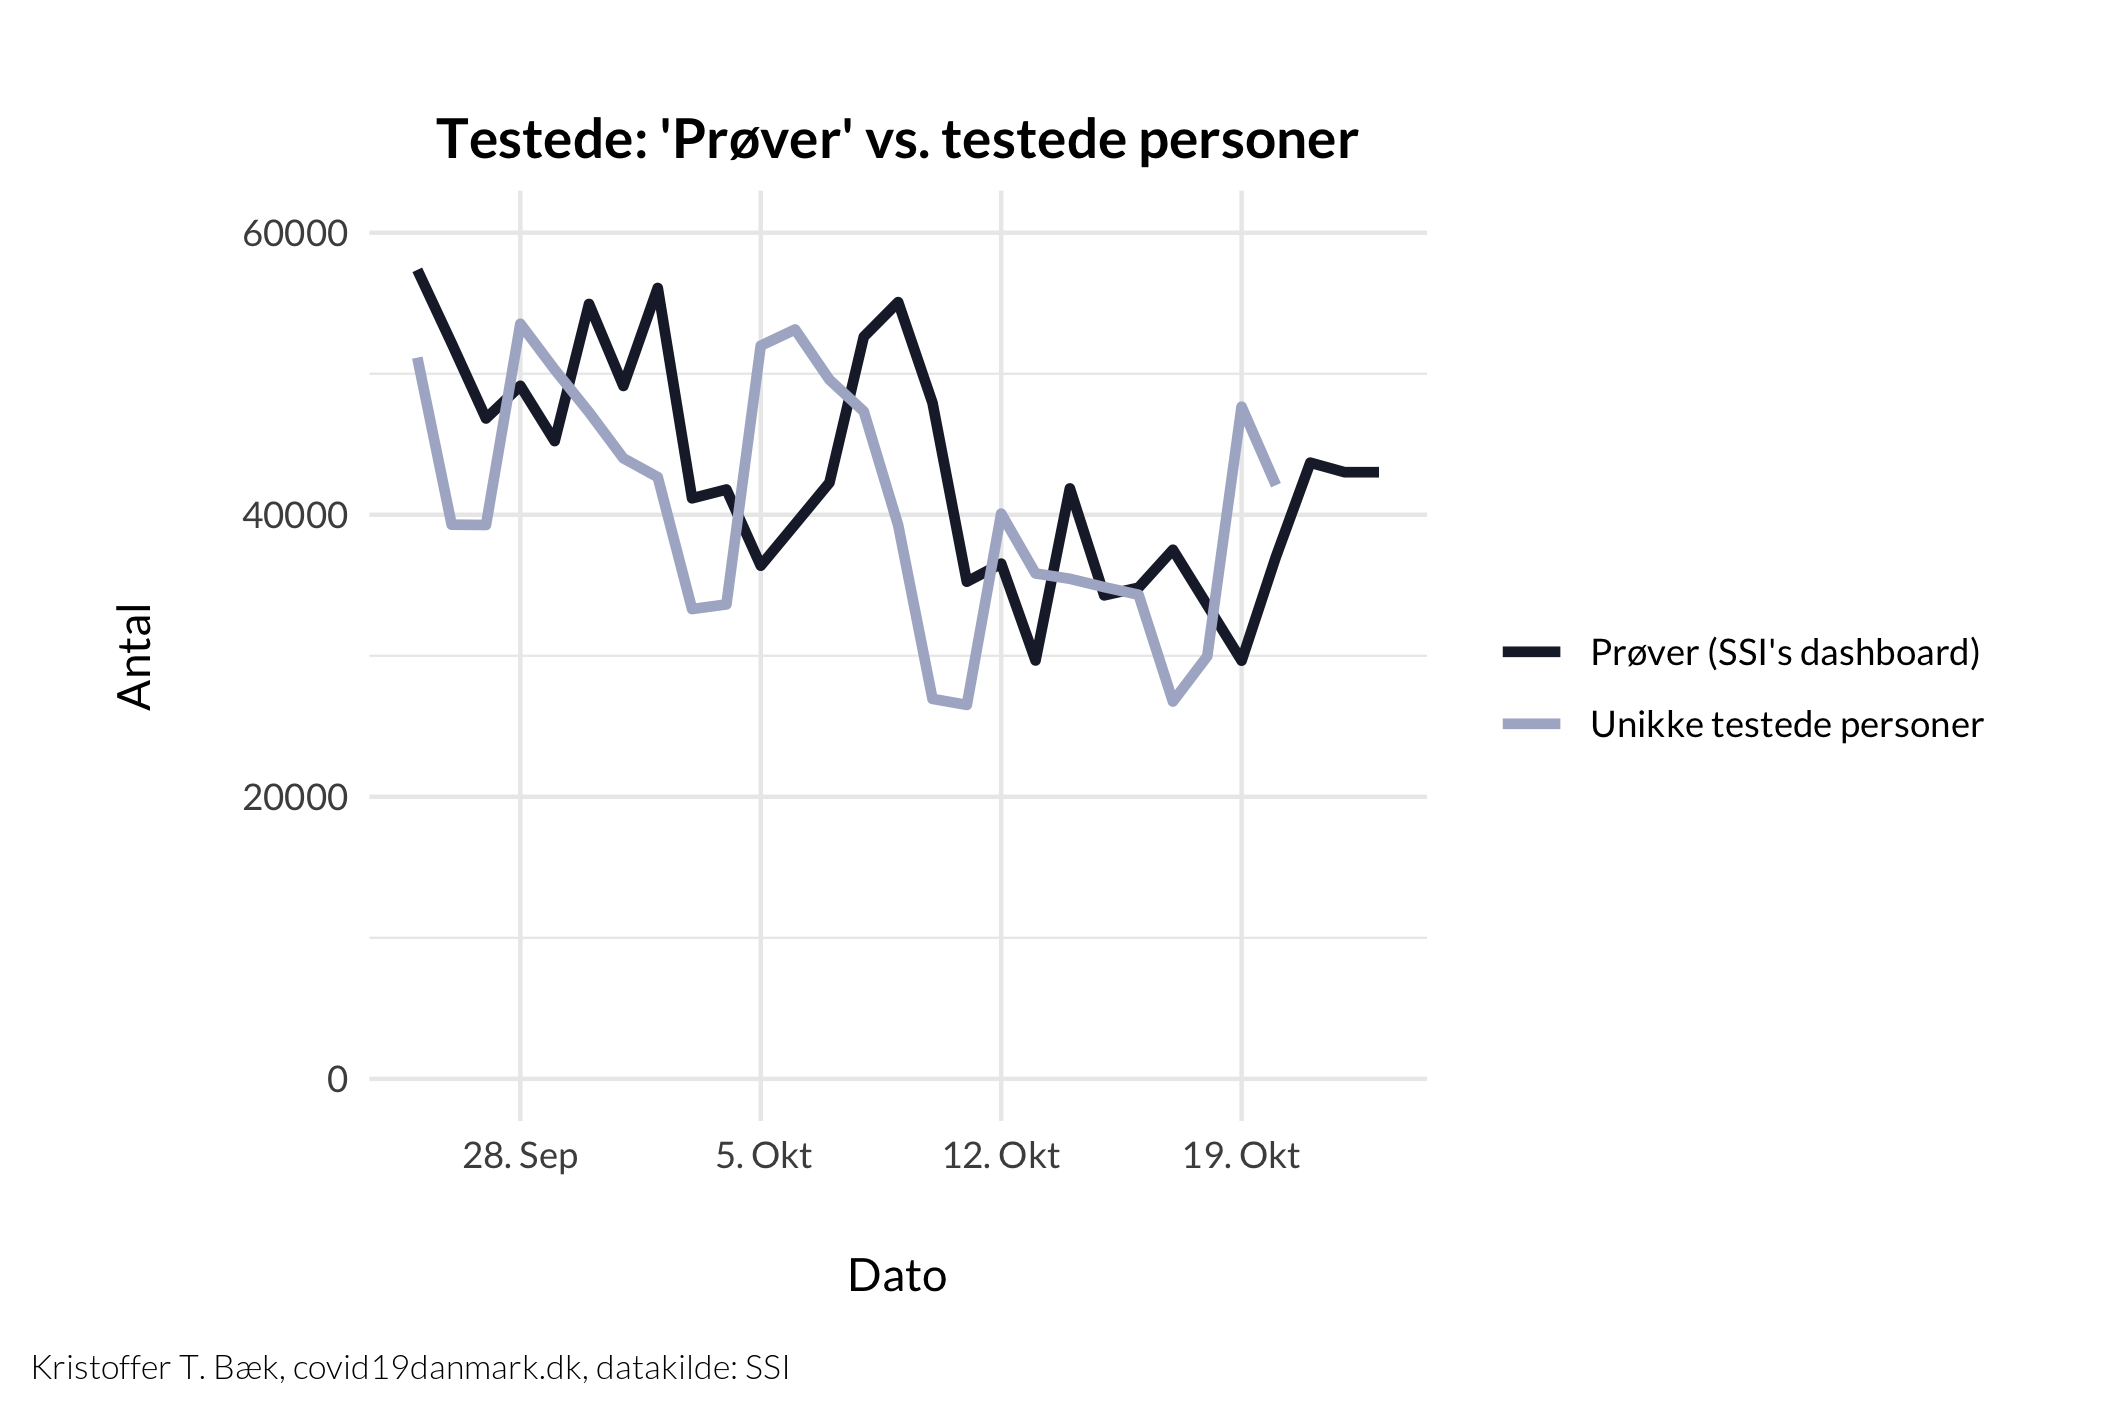 Testede: 'Prøver' vs. testede personer
60000
40000
20000
0
Antal
28. Sep
5. Okt
12. Okt
19. Okt
Dato
Prøver (SSI's dashboard)
Unikke testede personer
Kristoffer T. Bæk, covid19danmark.dk, datakilde: SSI